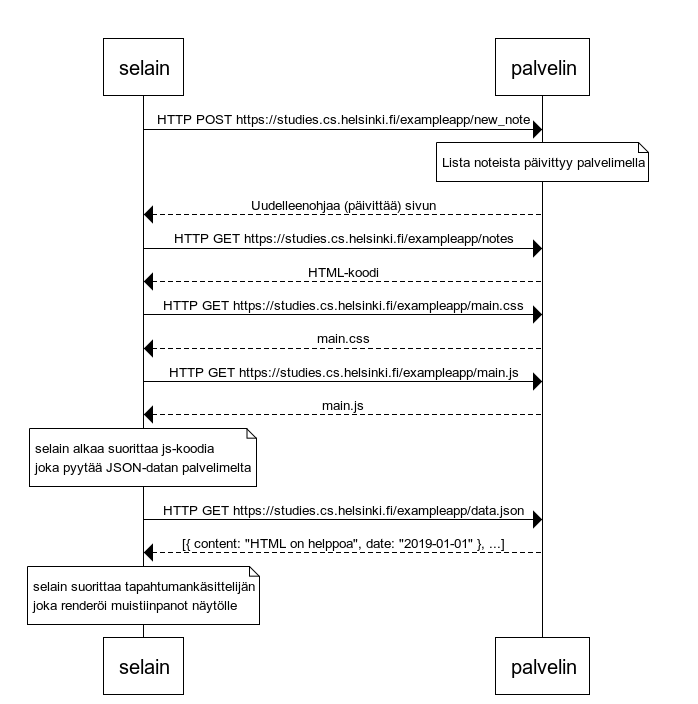 selain
palvelin
HTTP POST https://studies.cs.helsinki.fi/exampleapp/new_note
Lista noteista päivittyy palvelimella
Uudelleenohjaa (päivittää) sivun
HTTP GET https://studies.cs.helsinki.fi/exampleapp/notes
HTML-koodi
HTTP GET https://studies.cs.helsinki.fi/exampleapp/main.css
main.css
HTTP GET https://studies.cs.helsinki.fi/exampleapp/main.js
main.js
selain alkaa suorittaa js-koodia
joka pyytää JSON-datan palvelimelta
HTTP GET https://studies.cs.helsinki.fi/exampleapp/data.json
[{ content: "HTML on helppoa", date: "2019-01-01" }, ...]
selain suorittaa tapahtumankäsittelijän
joka renderöi muistiinpanot näytölle
selain
palvelin